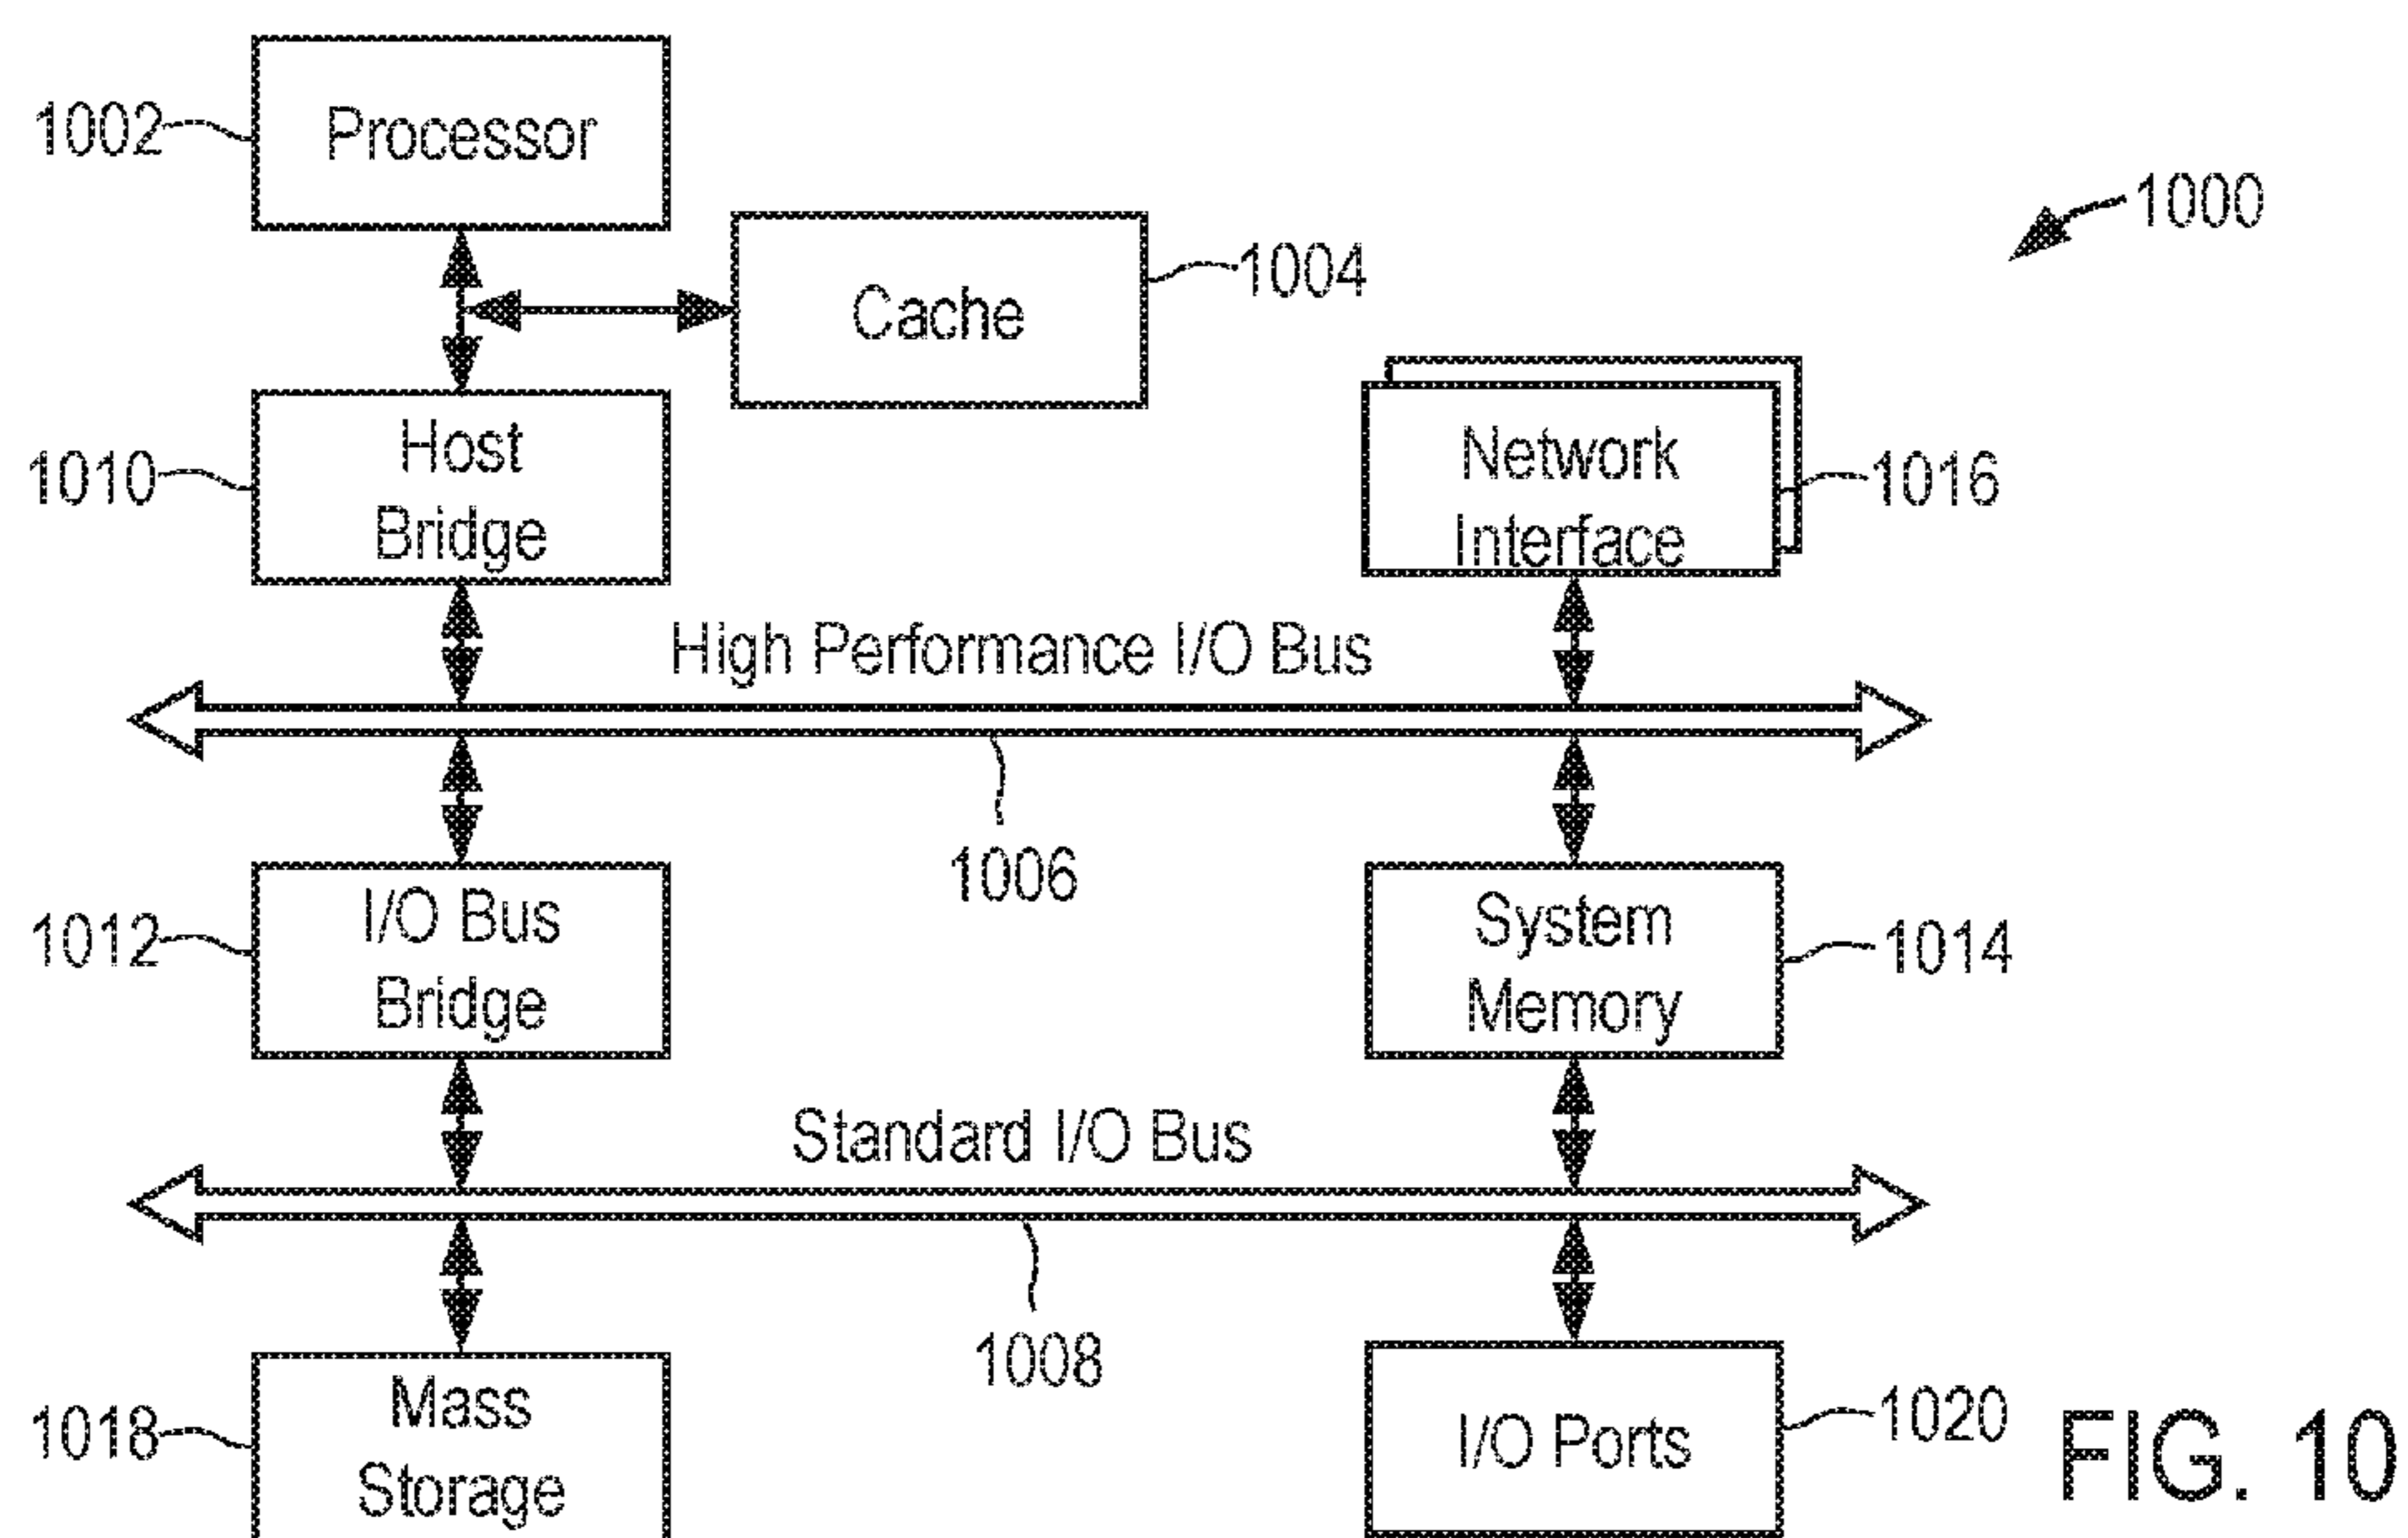 1002
Processor
1000
Cache
1004
1010
Host
Bridge
Network
Interface
1016
High Performance I/O Bus
1006
1012
I/O Bus
Bridge
System
Memory
1014
Standard I/O Bus
1008
1018
Mass
Storage
I/O Ports
1020
FIG. 10